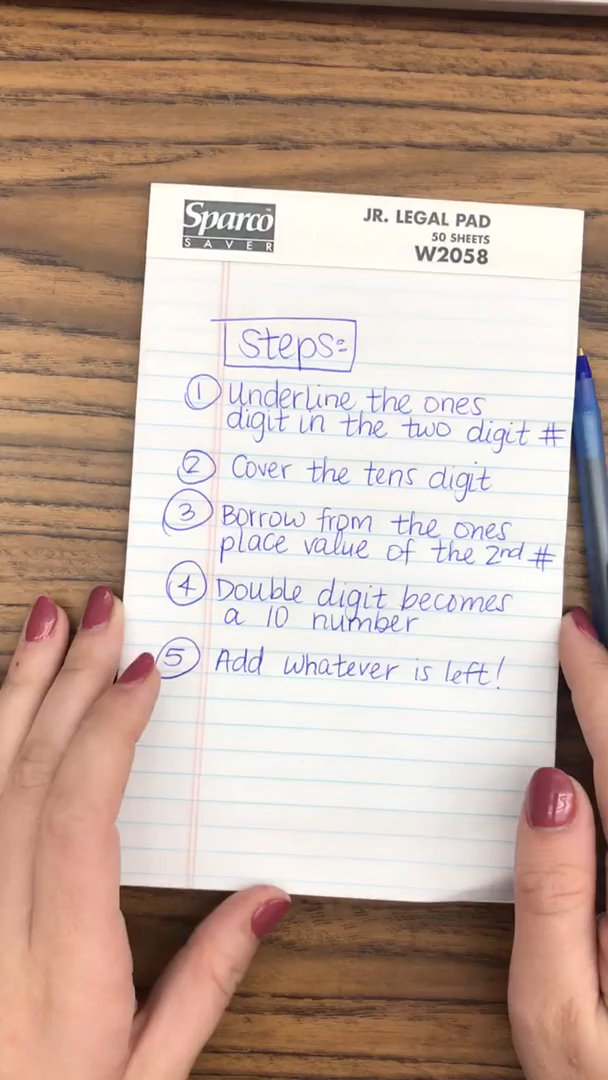 Sparco
SAVER
JR. LEGAL PAD
50 SHEETS
W2058
Steps:
1 Underline the ones
digit in the two digit #
2 Cover the tens digit
3 Borrow from the ones
place value of the 2nd #
4 Double digit becomes
a 10 number
5 Add whatever is left!